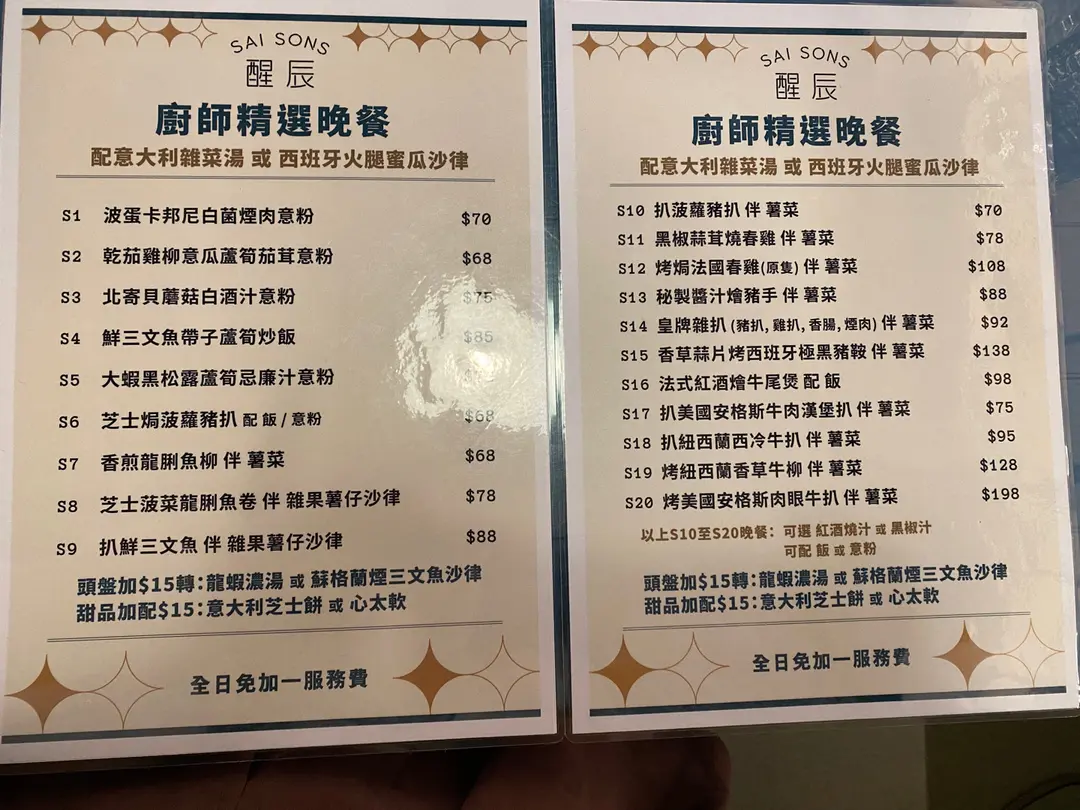 SAI SONS
醒辰
廚師精選晚餐
配意大利雜菜湯 或 西班牙火腿蜜瓜沙律
S1 波蛋卡邦尼白菌煙肉意粉 $70
S2 乾茄雞柳意瓜蘆筍茄茸意粉 $68
S3 北寄貝蘑菇白酒汁意粉 $75
S4 鮮三文魚帶子蘆筍炒飯 $85
S5 大蝦黑松露蘆筍忌廉汁意粉
S6 芝士焗菠蘿豬扒 配 飯 / 意粉 $68
S7 香煎龍脷魚柳 伴 薯菜 $68
S8 芝士菠菜龍脷魚卷 伴 雜果薯仔沙律 $78
S9 扒鮮三文魚 伴 雜果薯仔沙律 $88
頭盤加$15轉：龍蝦濃湯 或 蘇格蘭煙三文魚沙律
甜品加配$15：意大利芝士餅 或 心太軟
全日免加一服務費
SAI SONS
醒辰
廚師精選晚餐
配意大利雜菜湯 或 西班牙火腿蜜瓜沙律
S10 扒菠蘿豬扒 伴 薯菜 $70
S11 黑椒蒜茸燒春雞 伴 薯菜 $78
S12 烤焗法國春雞(原隻) 伴 薯菜 $108
S13 秘製醬汁燴豬手 伴 薯菜 $88
S14 皇牌雜扒 (豬扒, 雞扒, 香腸, 煙肉) 伴 薯菜 $92
S15 香草蒜片烤西班牙極黑豬鞍 伴 薯菜 $138
S16 法式紅酒燴牛尾煲 配 飯 $98
S17 扒美國安格斯牛肉漢堡扒 伴 薯菜 $75
S18 扒紐西蘭西冷牛扒 伴 薯菜 $95
S19 烤紐西蘭香草牛柳 伴 薯菜 $128
S20 烤美國安格斯肉眼牛扒 伴 薯菜 $198
以上S10至S20晚餐： 可選 紅酒燒汁 或 黑椒汁
可配 飯 或 意粉
頭盤加$15轉：龍蝦濃湯 或 蘇格蘭煙三文魚沙律
甜品加配$15：意大利芝士餅 或 心太軟
全日免加一服務費